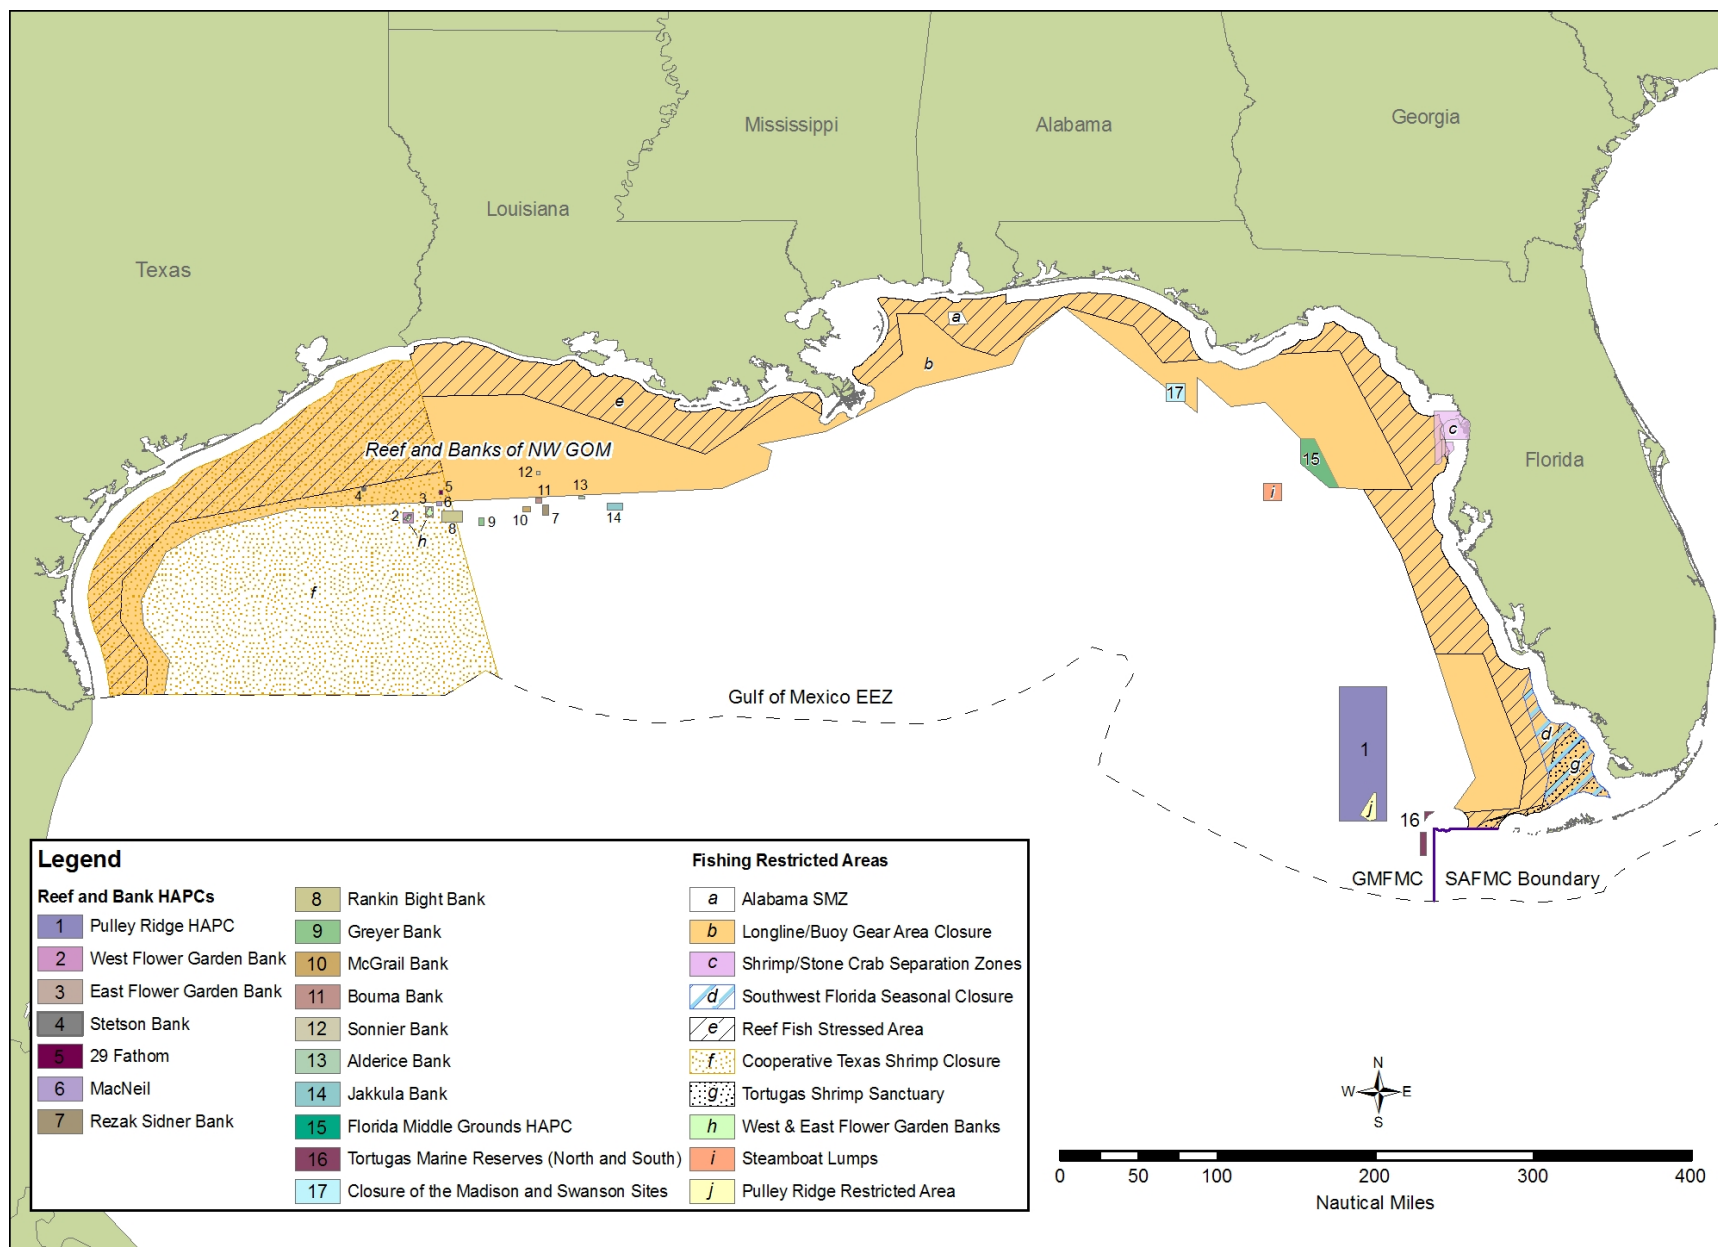 Mississippi
Alabama
Georgia
Louisiana
Texas
Florida
a
b
17
e
c
Reef and Banks of NW GOM
15
12
4
5
13
i
11
3
6
2
8
9
10
7
14
h
f
Gulf of Mexico EEZ
d
1
g
j
16
GMFMC
SAFMC Boundary
Legend
Reef and Bank HAPCs
1 Pulley Ridge HAPC
2 West Flower Garden Bank
3 East Flower Garden Bank
4 Stetson Bank
5 29 Fathom
6 MacNeil
7 Rezak Sidner Bank
8 Rankin Bight Bank
9 Greyer Bank
10 McGrail Bank
11 Bouma Bank
12 Sonnier Bank
13 Alderice Bank
14 Jakkula Bank
15 Florida Middle Grounds HAPC
16 Tortugas Marine Reserves (North and South)
17 Closure of the Madison and Swanson Sites
Fishing Restricted Areas
a Alabama SMZ
b Longline/Buoy Gear Area Closure
c Shrimp/Stone Crab Separation Zones
d Southwest Florida Seasonal Closure
e Reef Fish Stressed Area
f Cooperative Texas Shrimp Closure
g Tortugas Shrimp Sanctuary
h West & East Flower Garden Banks
i Steamboat Lumps
j Pulley Ridge Restricted Area
N
W E
S
0 50 100 200 300 400
Nautical Miles